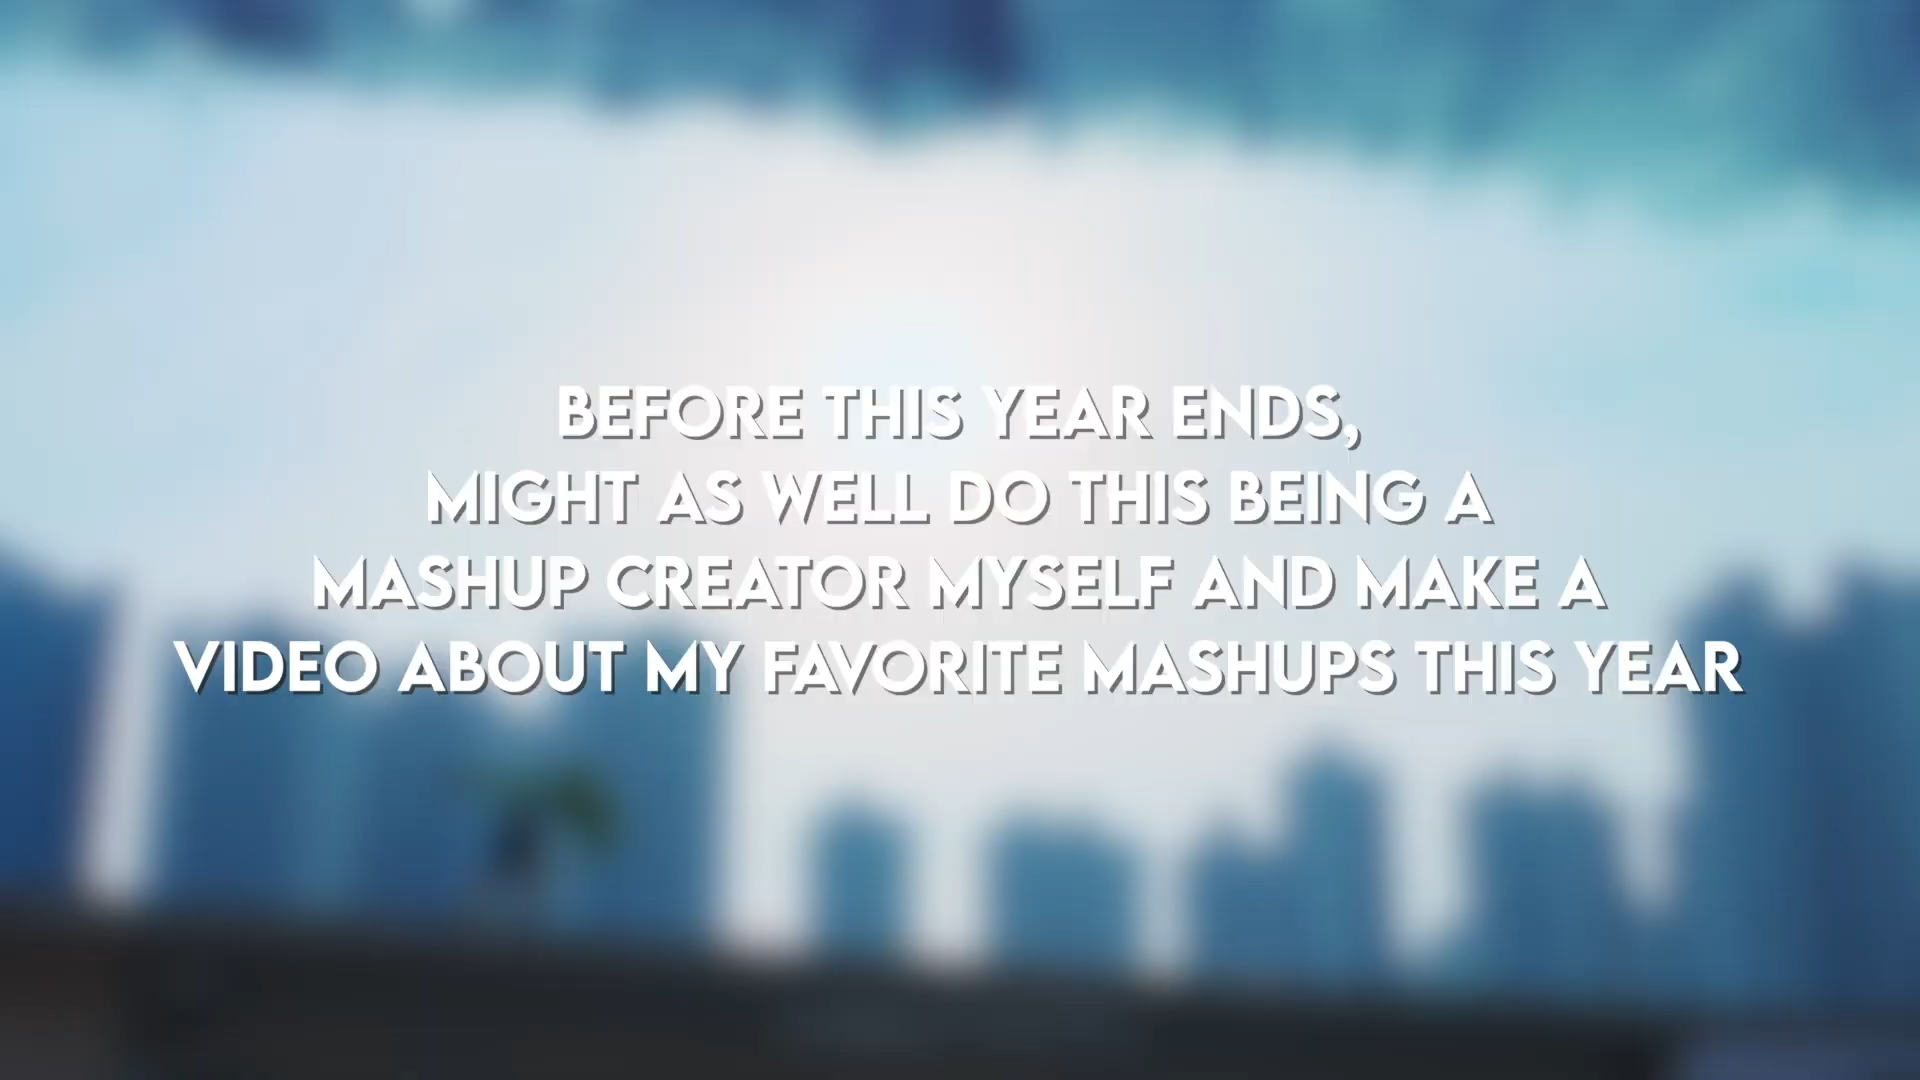 BEFORE THIS YEAR ENDS,
MIGHT AS WELL DO THIS BEING A
MASHUP CREATOR MYSELF AND MAKE A
VIDEO ABOUT MY FAVORITE MASHUPS THIS YEAR